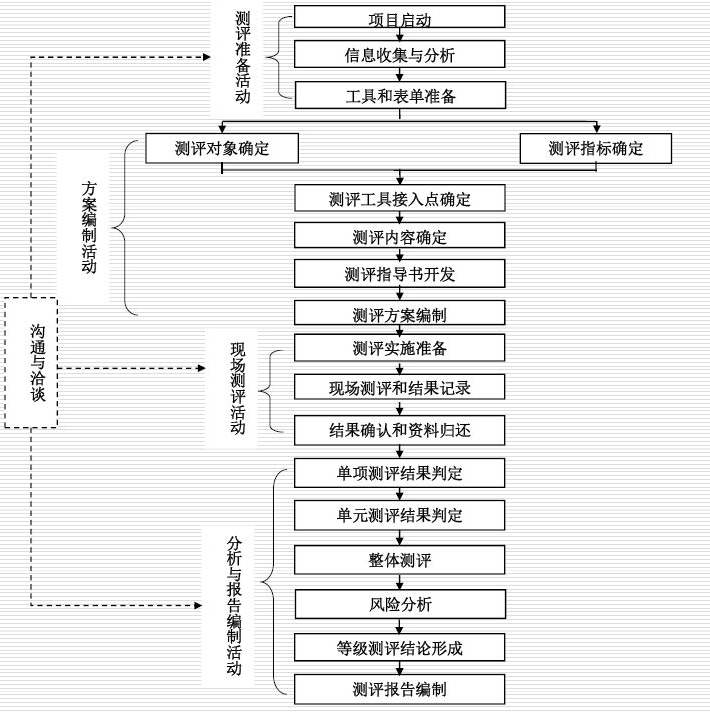 测评准备活动
项目启动
信息收集与分析
工具和表单准备
方案编制活动
测评对象确定
测评指标确定
测评工具接入点确定
测评内容确定
测评指导书开发
测评方案编制
沟通与洽谈
现场测评活动
测评实施准备
现场测评和结果记录
结果确认和资料归还
分析与报告编制活动
单项测评结果判定
单元测评结果判定
整体测评
风险分析
等级测评结论形成
测评报告编制